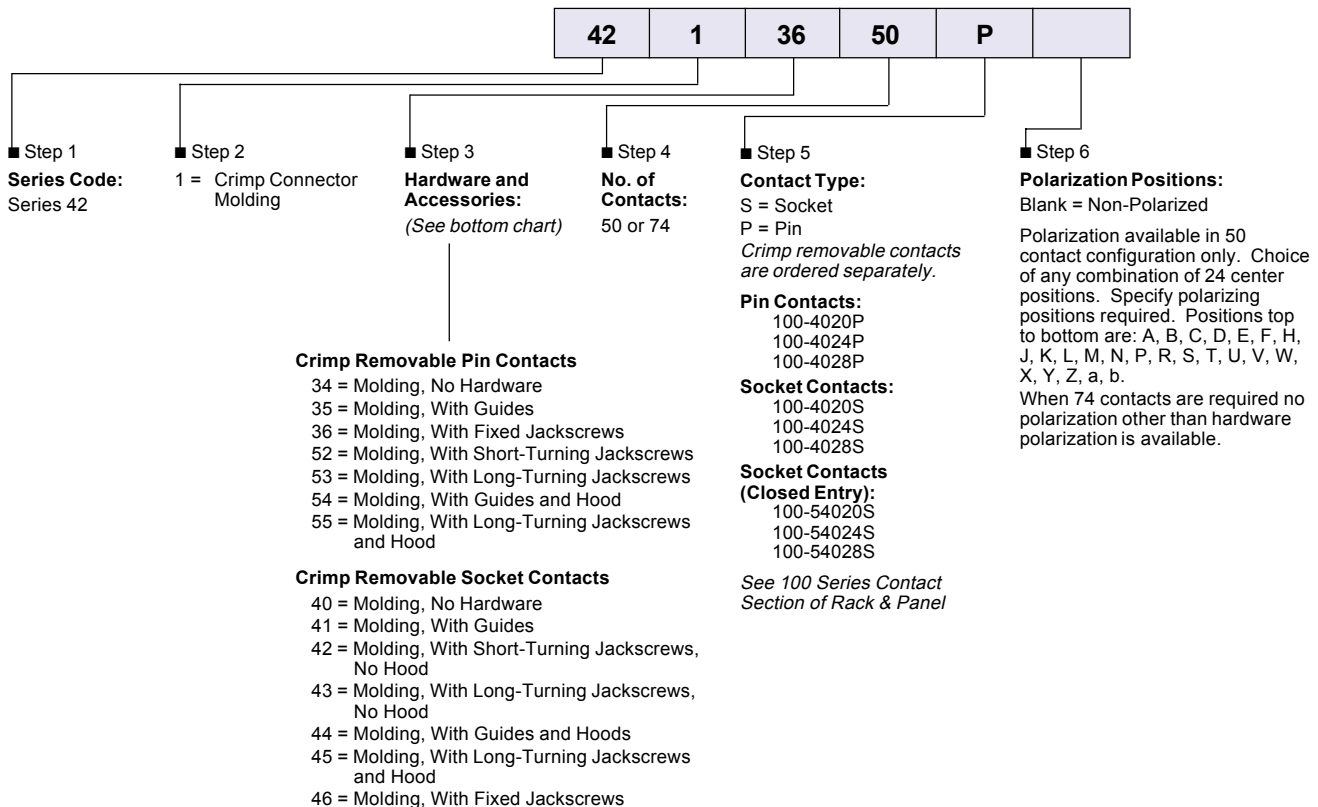 42 1 36 50 P
■ Step 1
Series Code:
Series 42
■ Step 2
1 = Crimp Connector
Molding
■ Step 3
Hardware and
Accessories:
(See bottom chart)
■ Step 4
No. of
Contacts:
50 or 74
■ Step 5
Contact Type:
S = Socket
P = Pin
Crimp removable contacts
are ordered separately.
Pin Contacts:
100-4020P
100-4024P
100-4028P
Socket Contacts:
100-4020S
100-4024S
100-4028S
Socket Contacts
(Closed Entry):
100-54020S
100-54024S
100-54028S
See 100 Series Contact
Section of Rack & Panel
■ Step 6
Polarization Positions:
Blank = Non-Polarized
Polarization available in 50
contact configuration only. Choice
of any combination of 24 center
positions. Specify polarizing
positions required. Positions top
to bottom are: A, B, C, D, E, F, H,
J, K, L, M, N, P, R, S, T, U, V, W,
X, Y, Z, a, b.
When 74 contacts are required no
polarization other than hardware
polarization is available.
Crimp Removable Pin Contacts
34 = Molding, No Hardware
35 = Molding, With Guides
36 = Molding, With Fixed Jackscrews
52 = Molding, With Short-Turning Jackscrews
53 = Molding, With Long-Turning Jackscrews
54 = Molding, With Guides and Hood
55 = Molding, With Long-Turning Jackscrews
and Hood
Crimp Removable Socket Contacts
40 = Molding, No Hardware
41 = Molding, With Guides
42 = Molding, With Short-Turning Jackscrews,
No Hood
43 = Molding, With Long-Turning Jackscrews,
No Hood
44 = Molding, With Guides and Hoods
45 = Molding, With Long-Turning Jackscrews
and Hood
46 = Molding, With Fixed Jackscrews